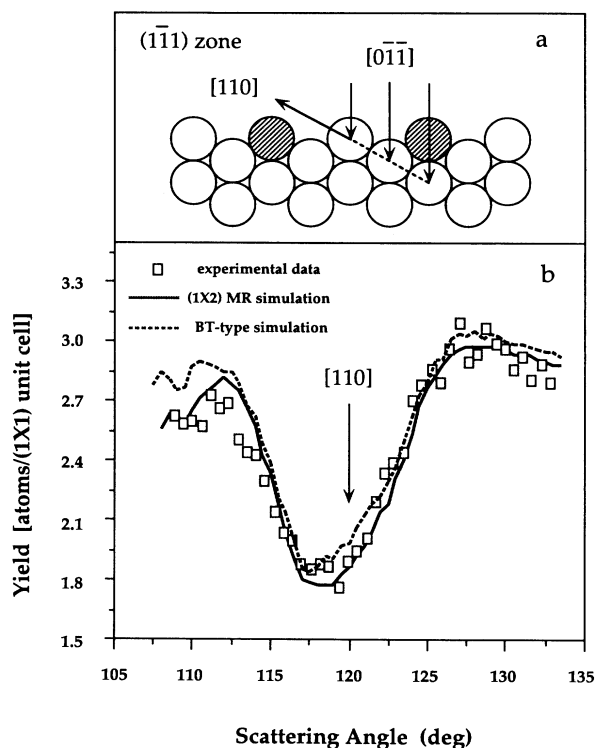 (11̄1) zone
a
[01̄1̄]
[110]
b
experimental data
(1X2) MR simulation
BT-type simulation
[110]
3.3
3.0
2.7
2.4
2.1
1.8
1.5
Yield [atoms/(1X1) unit cell]
105 110 115 120 125 130 135
Scattering Angle (deg)